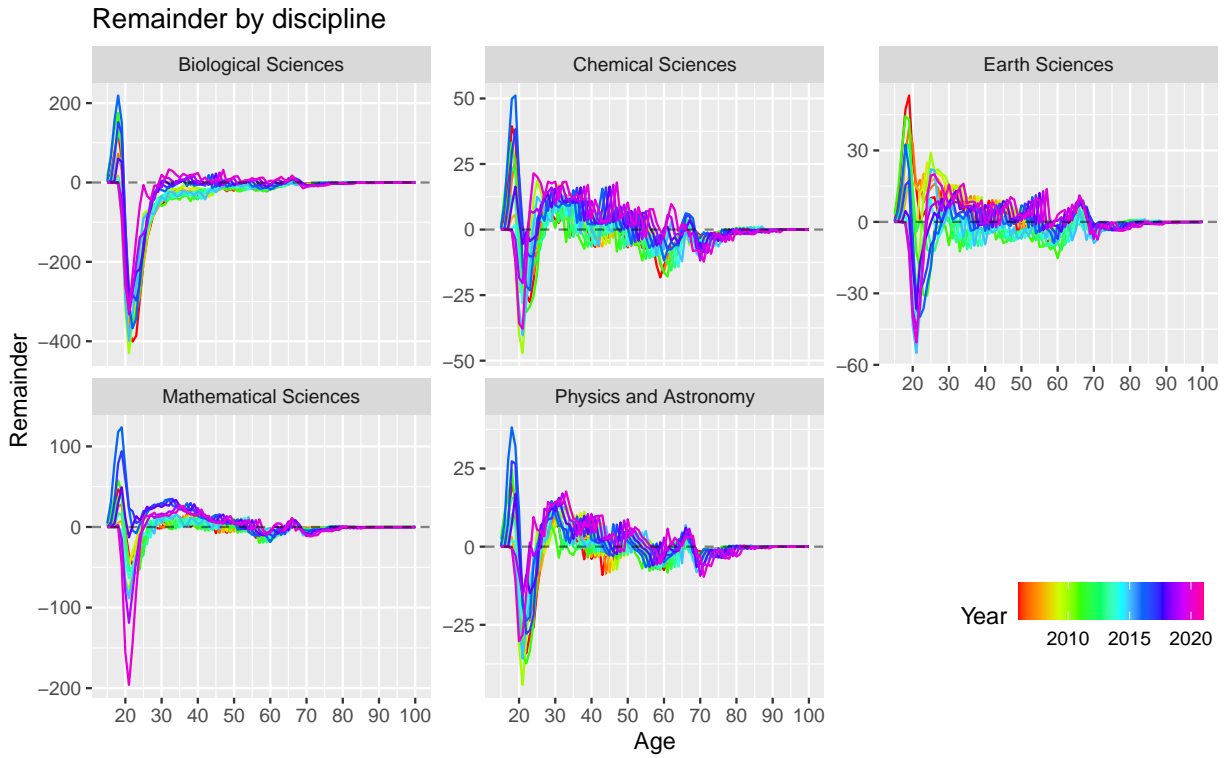 Remainder by discipline
Biological Sciences
Chemical Sciences
Earth Sciences
200
0
−200
−400
50
25
0
−25
−50
30
0
−30
−60
20 30 40 50 60 70 80 90 100
Mathematical Sciences
Physics and Astronomy
100
0
−100
−200
25
0
−25
20 30 40 50 60 70 80 90 100
20 30 40 50 60 70 80 90 100
Remainder
Age
Year
2010 2015 2020